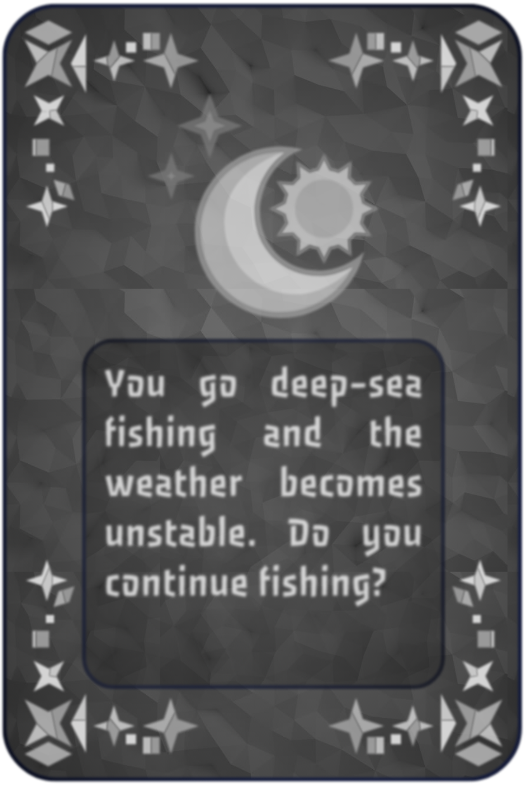 You go deep-sea
fishing and the
weather becomes
unstable. Do you
continue fishing?